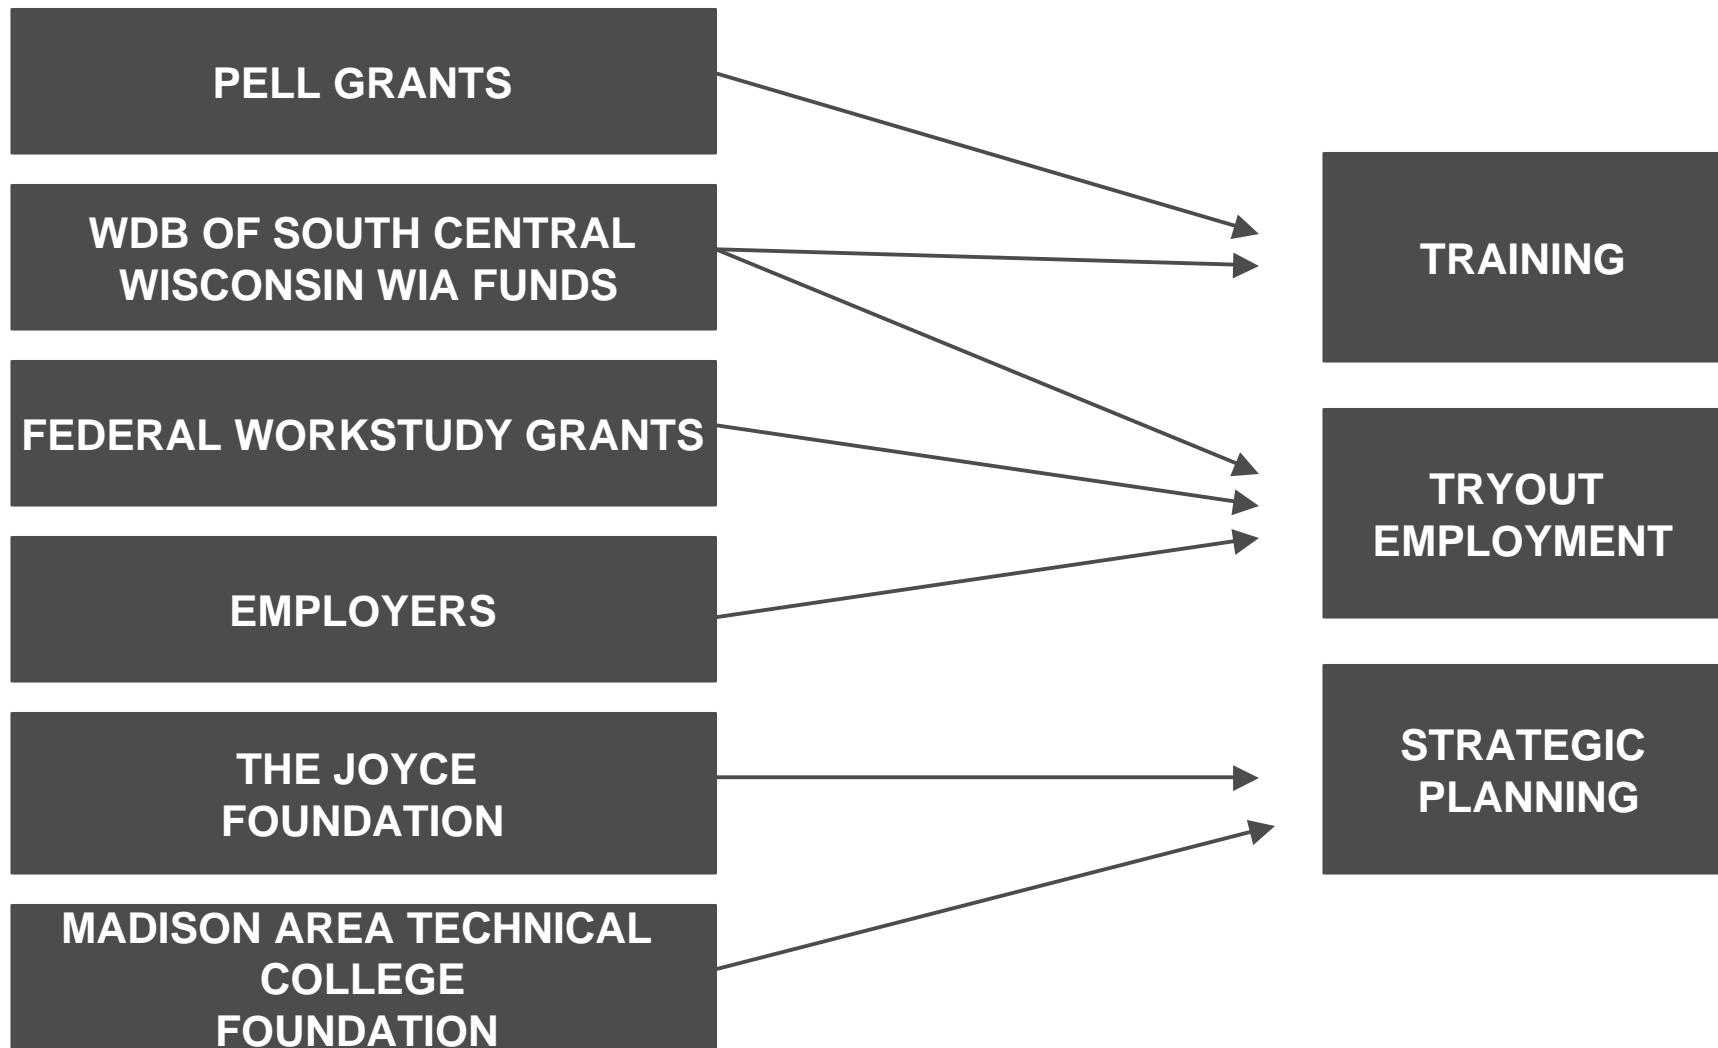 PELL GRANTS
WDB OF SOUTH CENTRAL
WISCONSIN WIA FUNDS
FEDERAL WORKSTUDY GRANTS
EMPLOYERS
THE JOYCE
FOUNDATION
MADISON AREA TECHNICAL
COLLEGE
FOUNDATION
TRAINING
TRYOUT
EMPLOYMENT
STRATEGIC
PLANNING